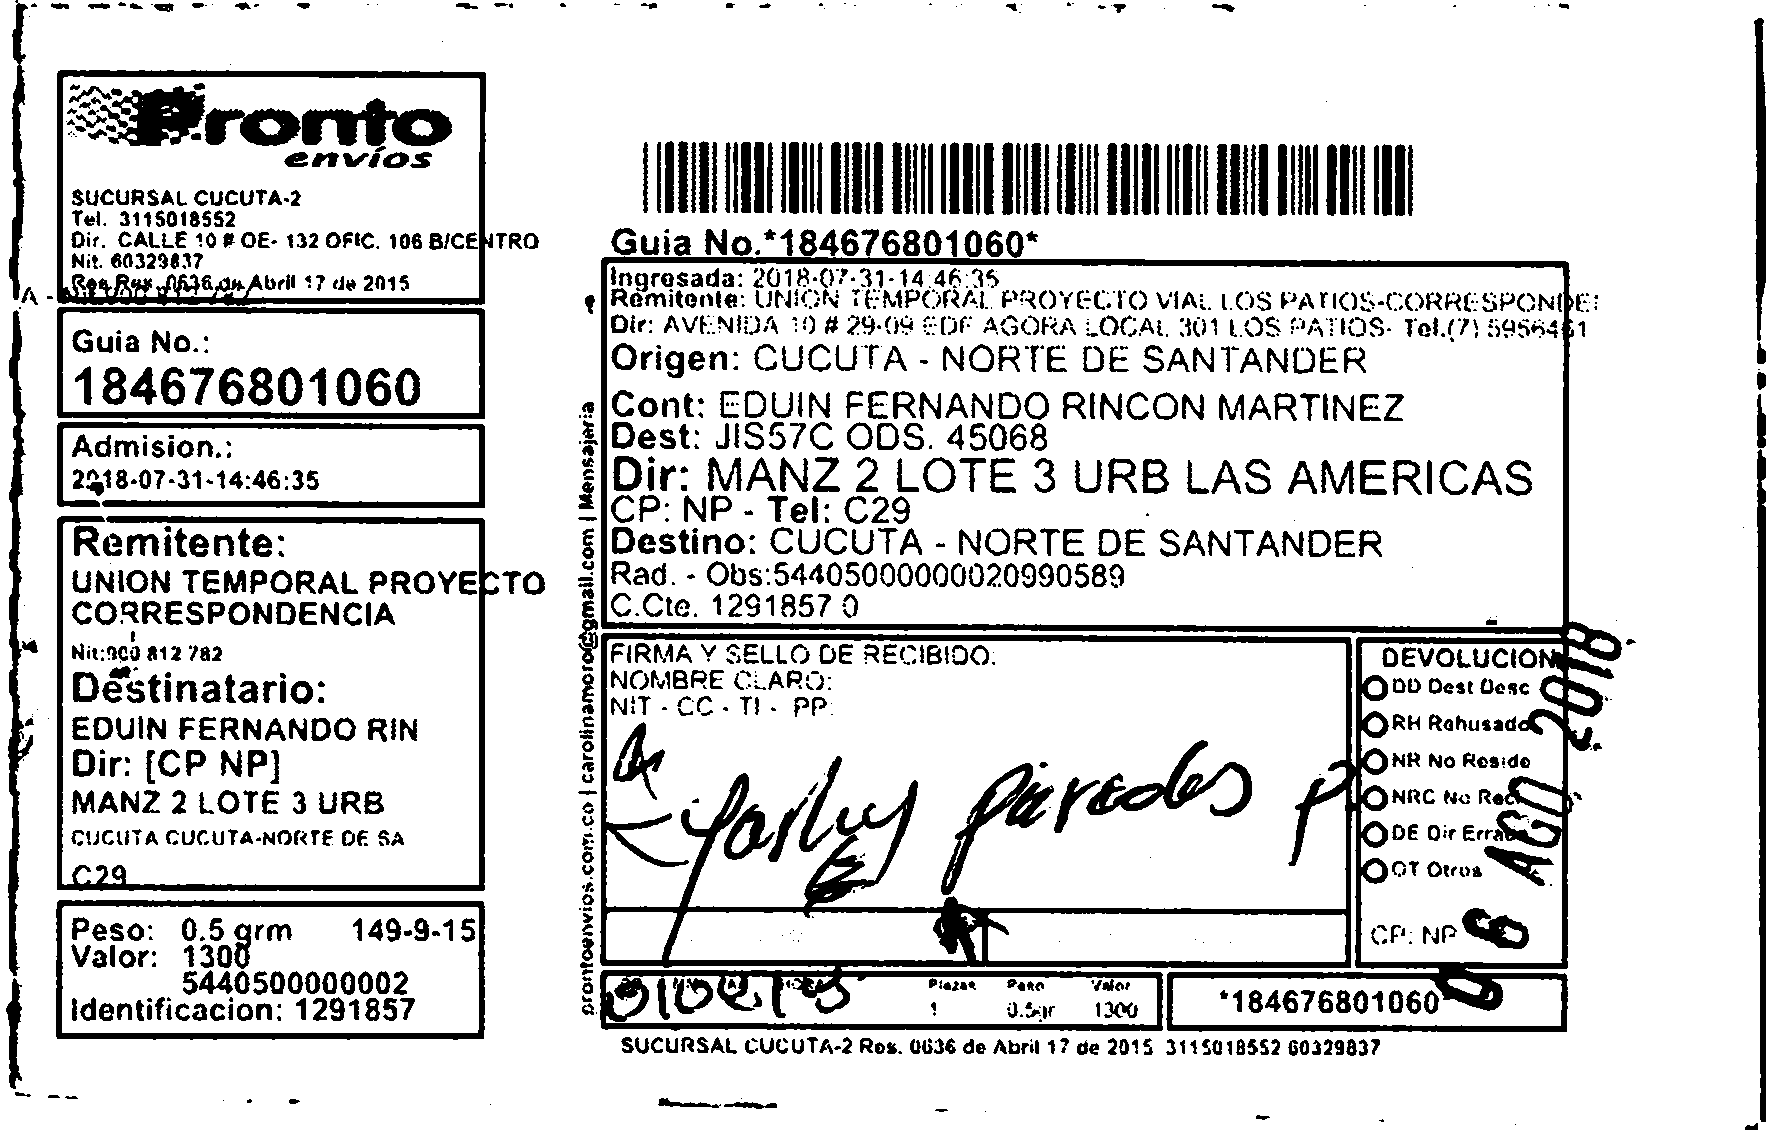 Pronto
envíos
SUCURSAL CUCUTA-2
Tel. 3115018552
Dir. CALLE 10 # OE- 132 OFIC. 106 B/CENTRO
Nit. 60329837
Res 0636 de Abril 17 de 2015
Guia No.:
184676801060
Admision.:
2018-07-31-14:46:35
Remitente:
UNION TEMPORAL PROYECTO
CORRESPONDENCIA
Nit:900 812 782
Destinatario:
EDUIN FERNANDO RIN
Dir: [CP NP]
MANZ 2 LOTE 3 URB
CUCUTA CUCUTA-NORTE DE SA
C29
Peso: 0.5 grm 149-9-15
Valor: 1300
5440500000002
Identificacion: 1291857
prontoenvios.com.co | carolinamoro@gmail.com | Mensajeria
Guia No.*184676801060*
Ingresada: 2018-07-31-14:46:35
Remitente: UNION TEMPORAL PROYECTO VIAL LOS PATIOS-CORRESPONDE
Dir: AVENIDA 10 # 29-09 EDF AGORA LOCAL 301 LOS PATIOS- Tel.(7) 5956461
Origen: CUCUTA - NORTE DE SANTANDER
Cont: EDUIN FERNANDO RINCON MARTINEZ
Dest: JIS57C ODS. 45068
Dir: MANZ 2 LOTE 3 URB LAS AMERICAS
CP: NP - Tel: C29
Destino: CUCUTA - NORTE DE SANTANDER
Rad. - Obs:54405000000020990589
C.Cte. 1291857 0
FIRMA Y SELLO DE RECIBIDO:
NOMBRE CLARO:
NIT - CC - TI - PP:
paredes p
DEVOLUCION
DD Dest Desc
RH Rehusado
NR No Reside
NRC No Rec
DE Dir Errada
OT Otros
CP: NP
06 AGO 2018
Piezas Peso Valor
1 0.5gr 1300
*184676801060*
SUCURSAL CUCUTA-2 Res. 0636 de Abril 17 de 2015 3115018552 60329837